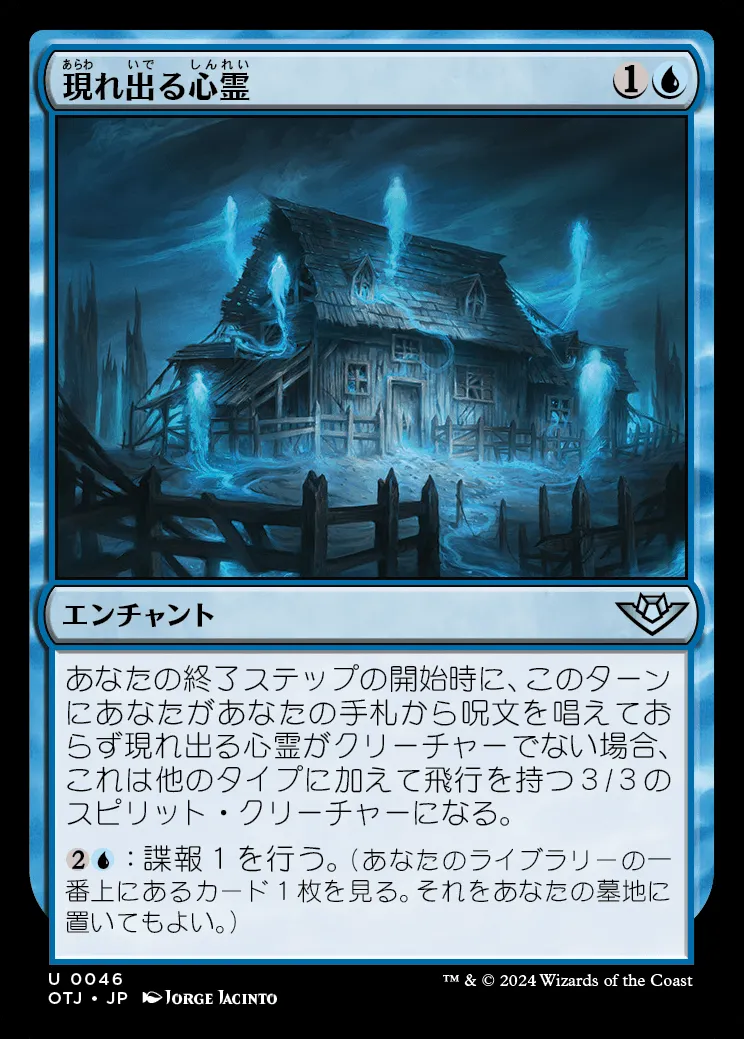 あらわ いで しんれい
現れ出る心霊
1
エンチャント
あなたの終了ステップの開始時に、このターン
にあなたがあなたの手札から呪文を唱えてお
らず現れ出る心霊がクリーチャーでない場合、
これは他のタイプに加えて飛行を持つ3/3の
スピリット・クリーチャーになる。
2:諜報1を行う。(あなたのライブラリーの一
番上にあるカード1枚を見る。それをあなたの墓地に
置いてもよい。)
U 0046
OTJ • JP JORGE JACINTO
™ & © 2024 Wizards of the Coast